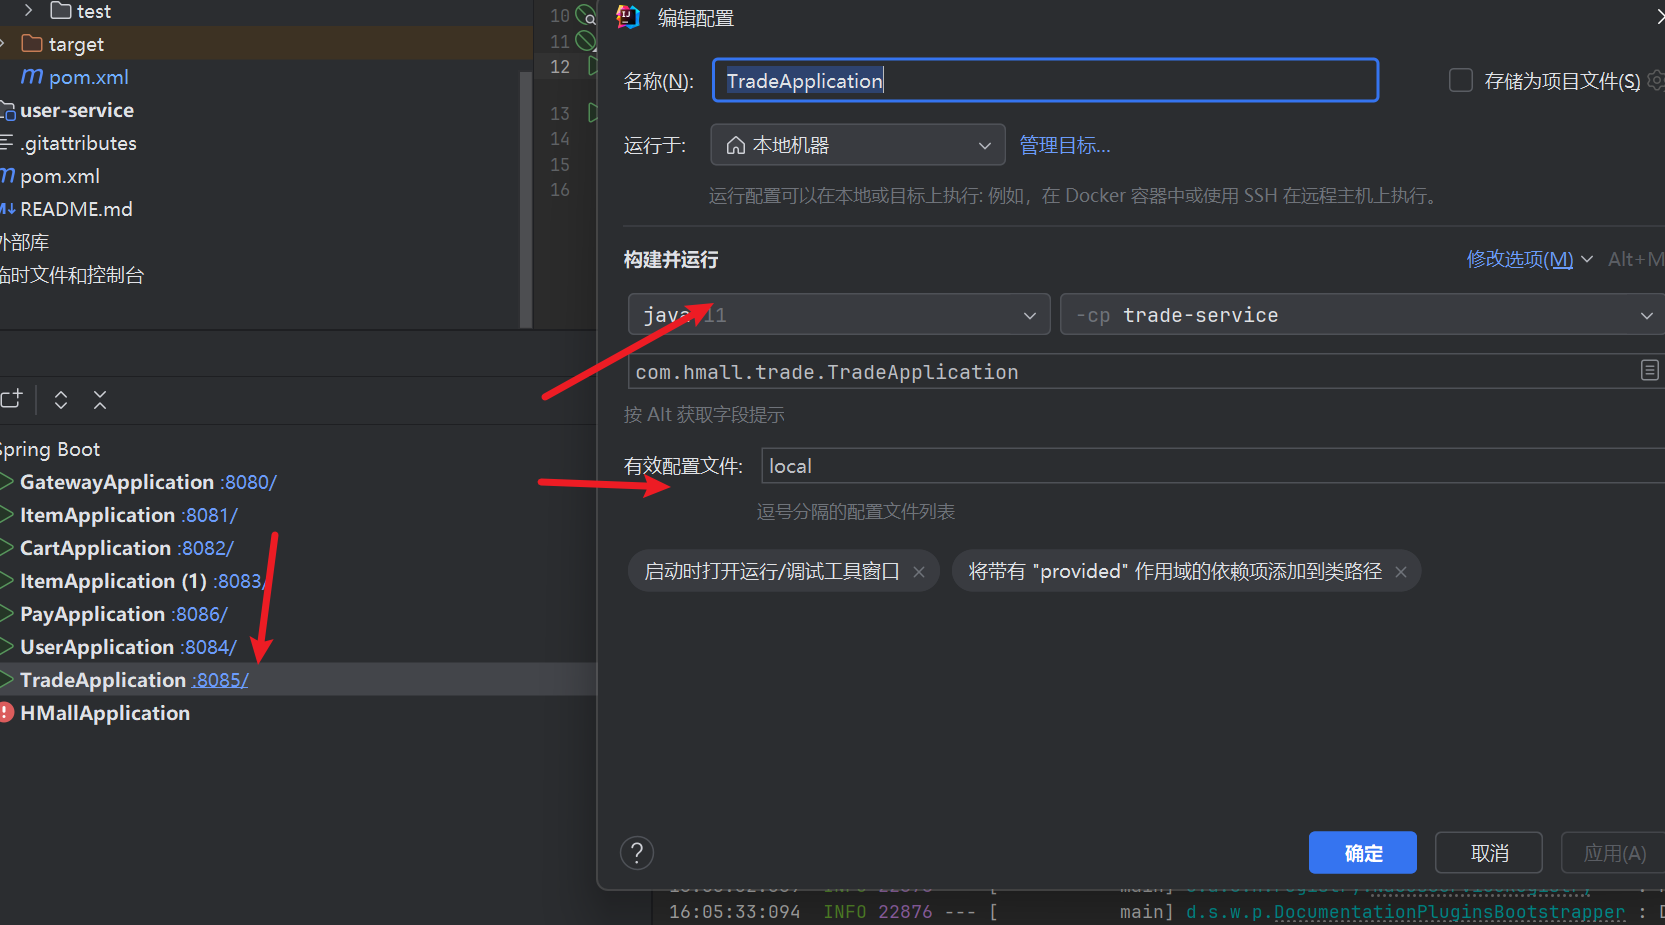 test
target
pom.xml
user-service
.gitattributes
pom.xml
README.md
外部库
临时文件和控制台
10
11
12
13
14
15
16
Spring Boot
GatewayApplication :8080/
ItemApplication :8081/
CartApplication :8082/
ItemApplication (1) :8083/
PayApplication :8086/
UserApplication :8084/
TradeApplication :8085/
HMallApplication
编辑配置
名称(N): TradeApplication 存储为项目文件(S)
运行于: 本地机器 管理目标...
运行配置可以在本地或目标上执行: 例如，在 Docker 容器中或使用 SSH 在远程主机上执行。
构建并运行 修改选项(M) Alt+M
java 11 -cp trade-service
com.hmall.trade.TradeApplication
按 Alt 获取字段提示
有效配置文件: local
逗号分隔的配置文件列表
启动时打开运行/调试工具窗口 将带有 "provided" 作用域的依赖项添加到类路径
? 确定 取消 应用(A)
16:05:33:094 INFO 22876 --- [ main] d.s.w.p.DocumentationPluginsBootstrapper :